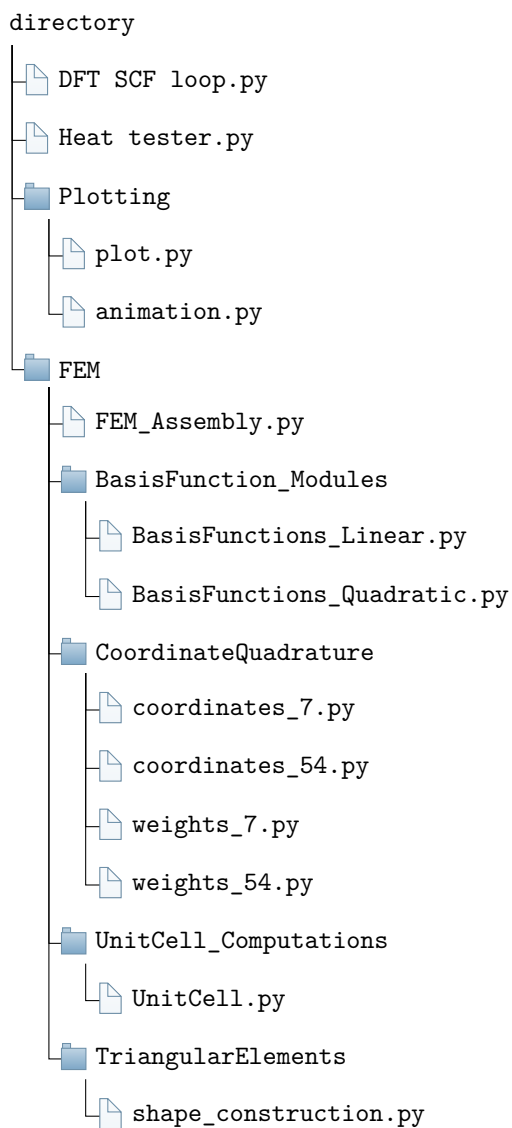 directory
DFT SCF loop.py
Heat tester.py
Plotting
plot.py
animation.py
FEM
FEM_Assembly.py
BasisFunction_Modules
BasisFunctions_Linear.py
BasisFunctions_Quadratic.py
CoordinateQuadrature
coordinates_7.py
coordinates_54.py
weights_7.py
weights_54.py
UnitCell_Computations
UnitCell.py
TriangularElements
shape_construction.py